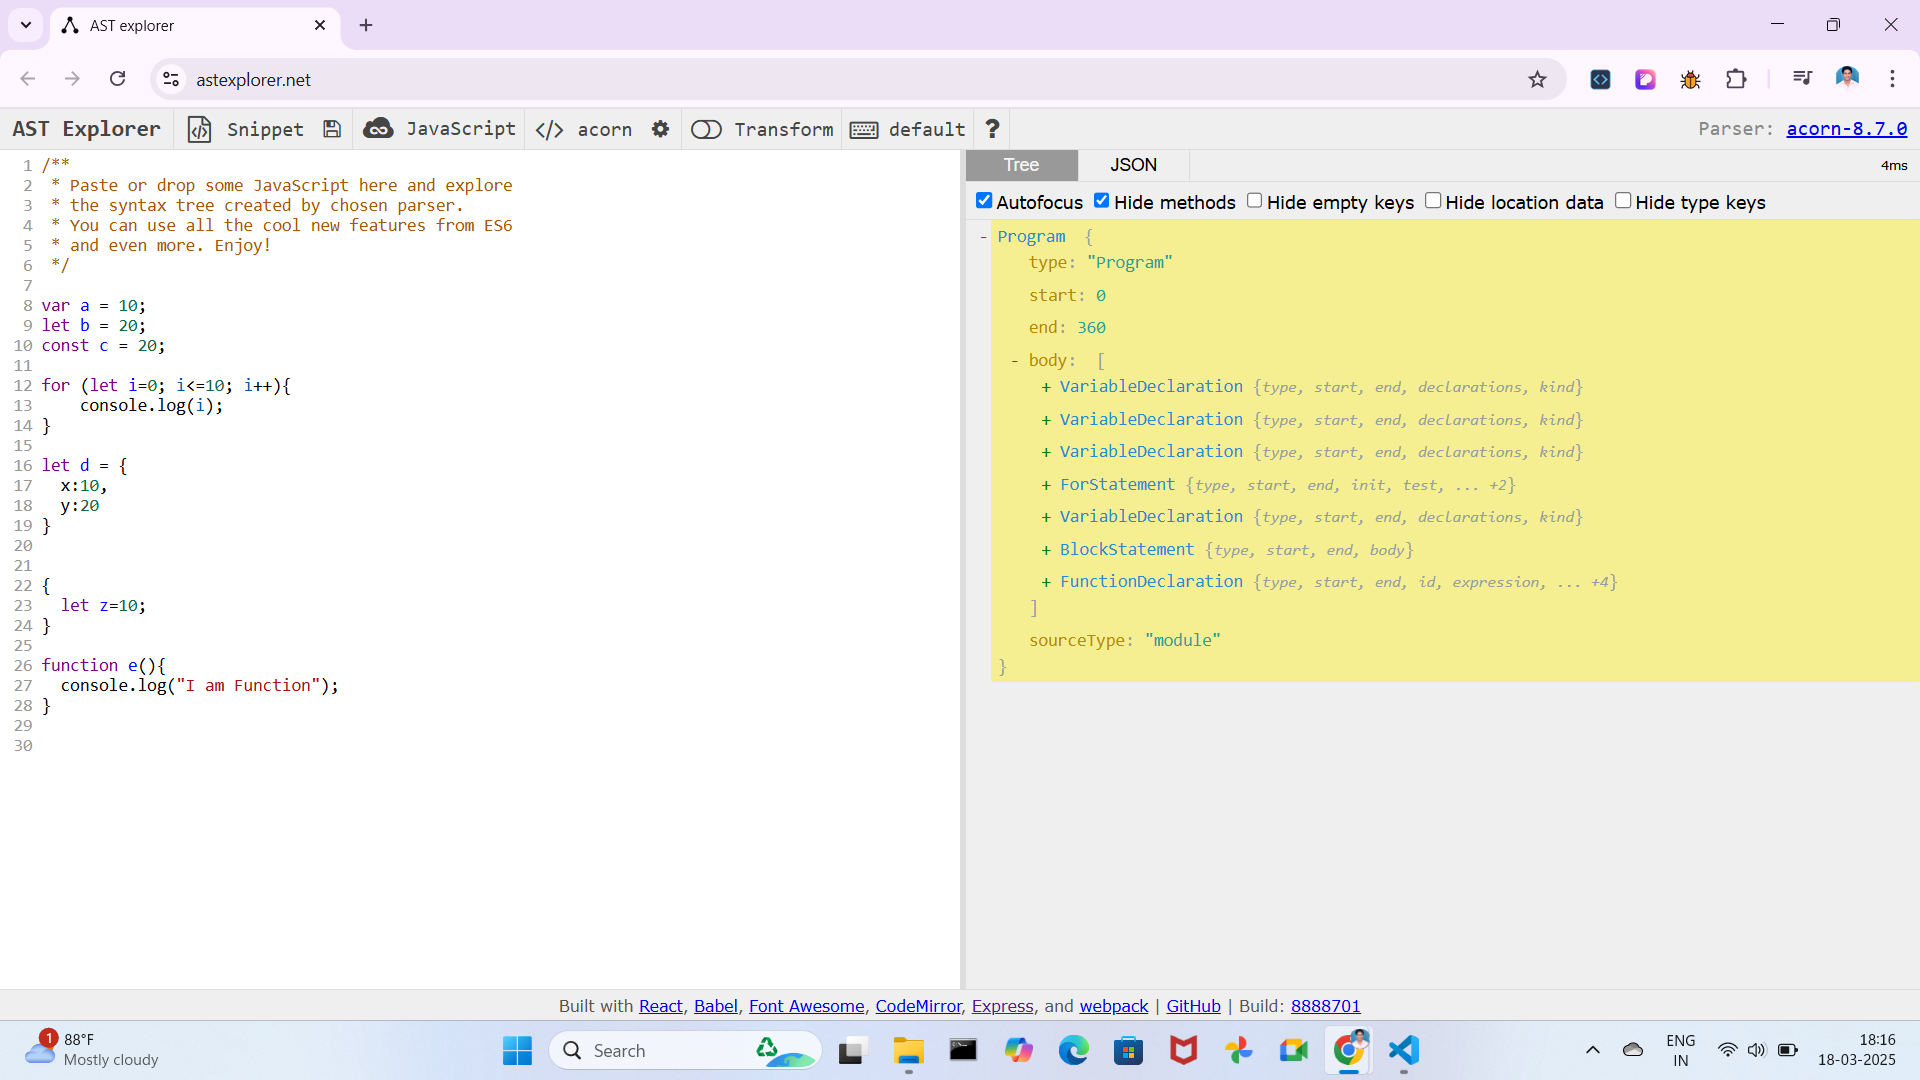 AST explorer
astexplorer.net
AST Explorer Snippet JavaScript </> acorn Transform default ? Parser: acorn-8.7.0
1 /**
2 * Paste or drop some JavaScript here and explore
3 * the syntax tree created by chosen parser.
4 * You can use all the cool new features from ES6
5 * and even more. Enjoy!
6 */
7
8 var a = 10;
9 let b = 20;
10 const c = 20;
11
12 for (let i=0; i<=10; i++){
13 console.log(i);
14 }
15
16 let d = {
17 x:10,
18 y:20
19 }
20
21
22 {
23 let z=10;
24 }
25
26 function e(){
27 console.log("I am Function");
28 }
29
30
Tree JSON 4ms
Autofocus Hide methods Hide empty keys Hide location data Hide type keys
- Program {
type: "Program"
start: 0
end: 360
- body: [
+ VariableDeclaration {type, start, end, declarations, kind}
+ VariableDeclaration {type, start, end, declarations, kind}
+ VariableDeclaration {type, start, end, declarations, kind}
+ ForStatement {type, start, end, init, test, ... +2}
+ VariableDeclaration {type, start, end, declarations, kind}
+ BlockStatement {type, start, end, body}
+ FunctionDeclaration {type, start, end, id, expression, ... +4}
]
sourceType: "module"
}
Built with React, Babel, Font Awesome, CodeMirror, Express, and webpack | GitHub | Build: 8888701
1
88°F
Mostly cloudy
Search
ENG
IN
18:16
18-03-2025